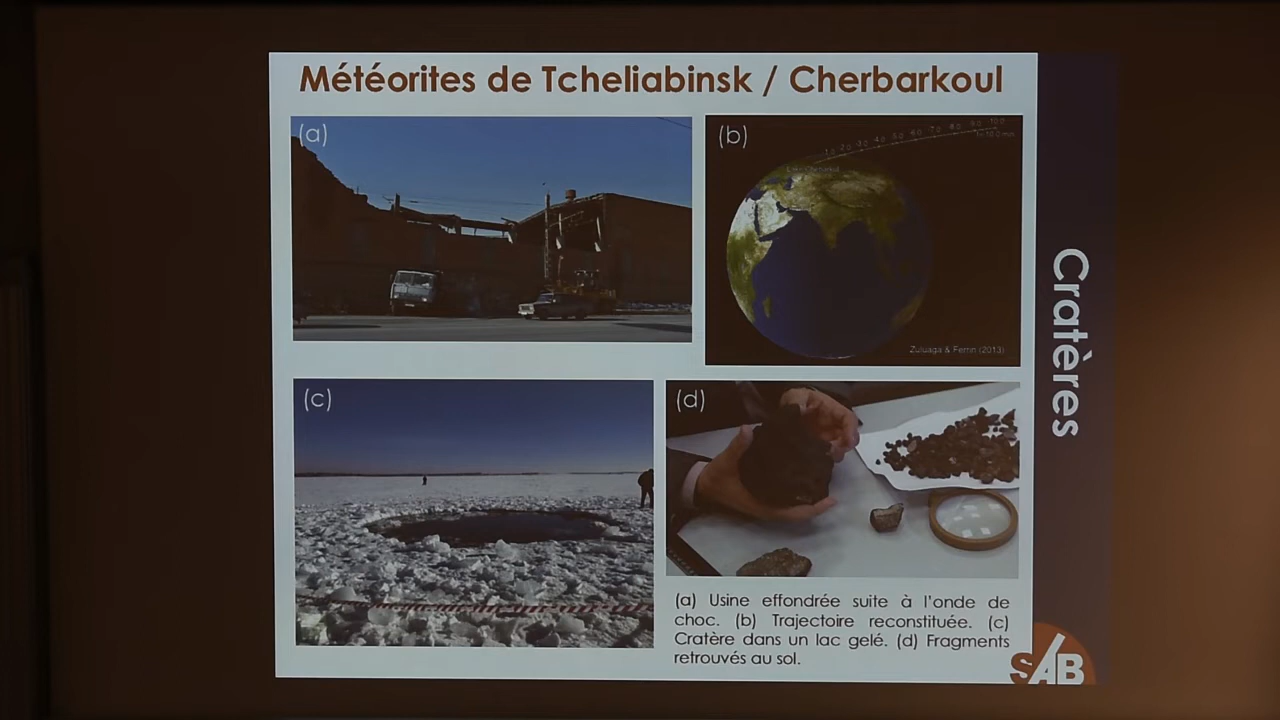 Météorites de Tcheliabinsk / Cherbarkoul
(a)
(b)
Zuluaga & Ferrin (2013)
(c)
(d)
(a) Usine effondrée suite à l'onde de
choc. (b) Trajectoire reconstituée. (c)
Cratère dans un lac gelé. (d) Fragments
retrouvés au sol.
Cratères
SAB